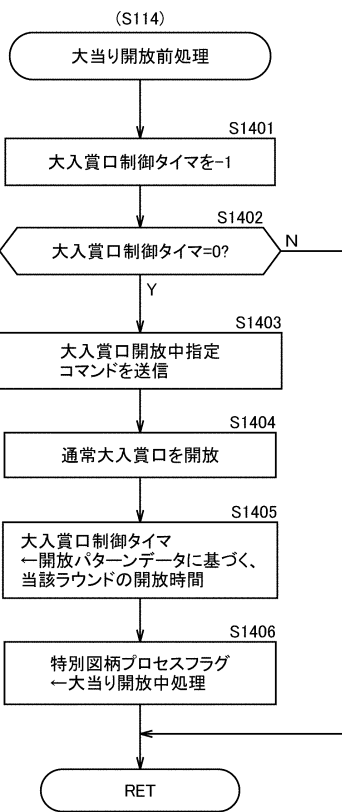 (S114)
大当り開放前処理
S1401
大入賞口制御タイマを-1
S1402
大入賞口制御タイマ=0?
N
Y
S1403
大入賞口開放中指定
コマンドを送信
S1404
通常大入賞口を開放
S1405
大入賞口制御タイマ
←開放パターンデータに基づく、
当該ラウンドの開放時間
S1406
特別図柄プロセスフラグ
←大当り開放中処理
RET